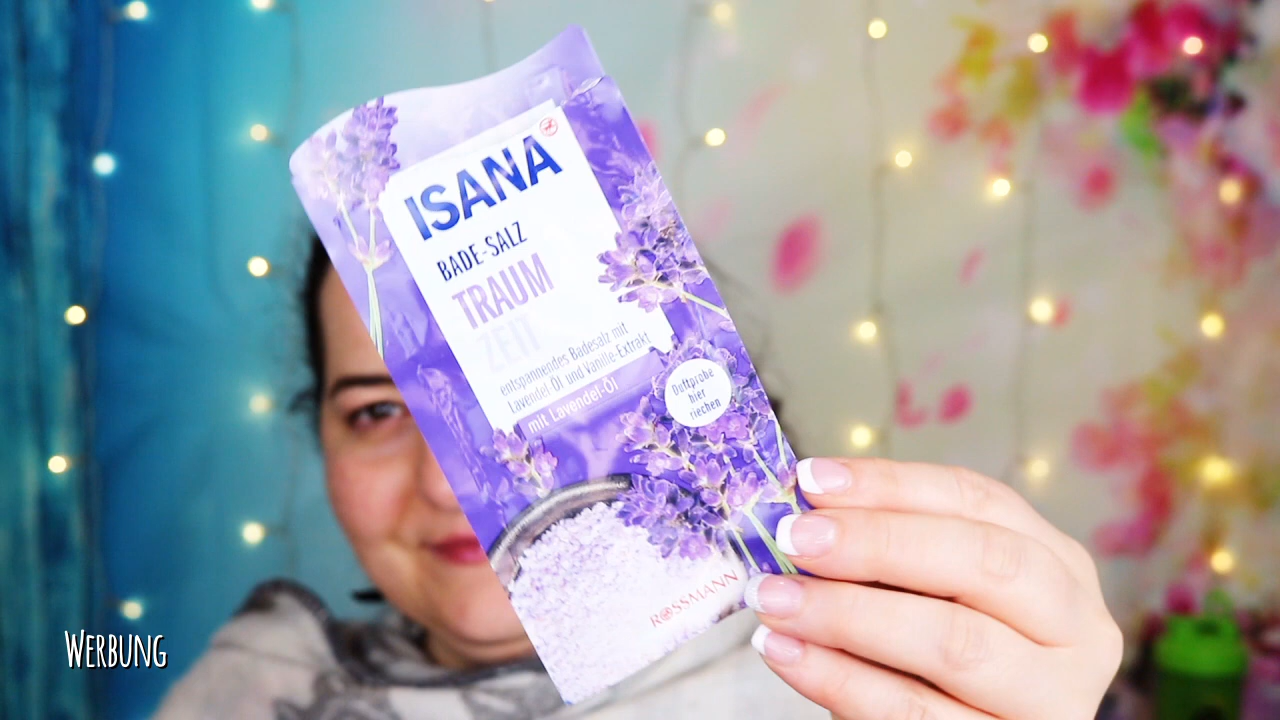 ISANA
BADE-SALZ
TRAUM
ZEIT
entspannendes Badesalz mit
Lavendel-Öl und Vanille-Extrakt
mit Lavendel-Öl
Duftprobe
hier
riechen
ROSSMANN
WERBUNG